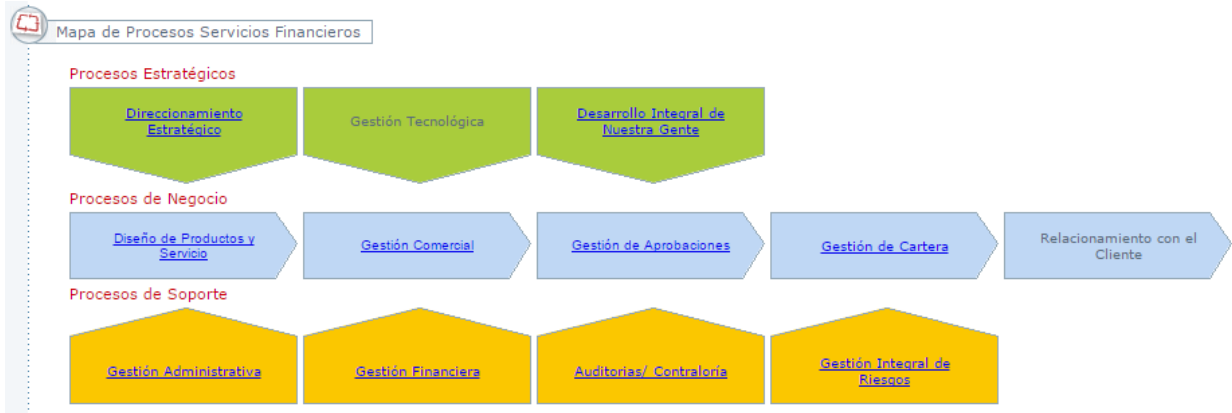 Mapa de Procesos Servicios Financieros
Procesos Estratégicos
Direccionamiento
Estratégico
Gestión Tecnológica
Desarrollo Integral de
Nuestra Gente
Procesos de Negocio
Diseño de Productos y
Servicio
Gestión Comercial
Gestión de Aprobaciones
Gestión de Cartera
Relacionamiento con el
Cliente
Procesos de Soporte
Gestión Administrativa
Gestión Financiera
Auditorias/ Contraloría
Gestión Integral de
Riesgos